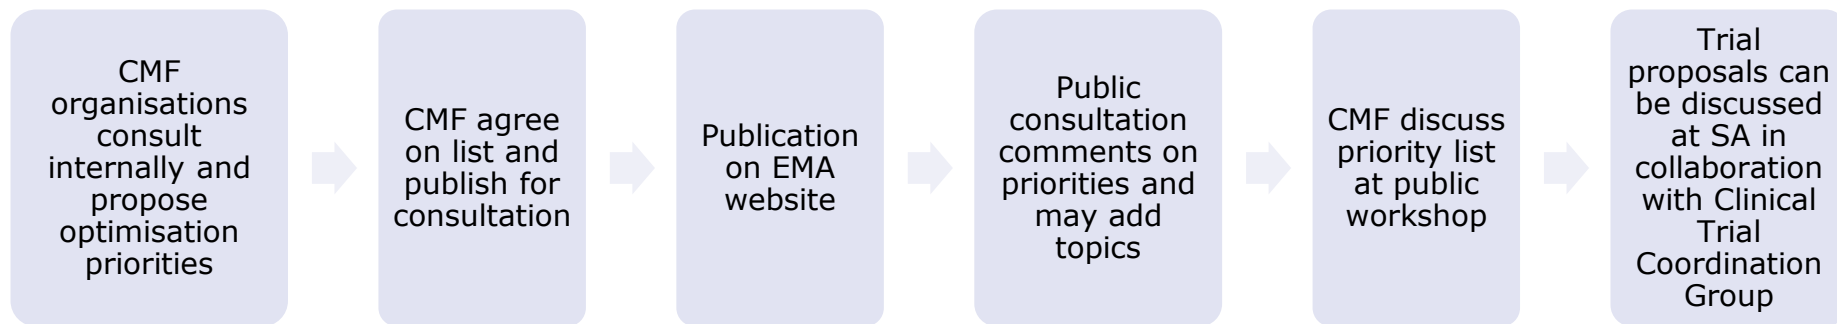 CMF
organisations
consult
internally and
propose
optimisation
priorities
CMF agree
on list and
publish for
consultation
Publication
on EMA
website
Public
consultation
comments on
priorities and
may add
topics
CMF discuss
priority list
at public
workshop
Trial
proposals can
be discussed
at SA in
collaboration
with Clinical
Trial
Coordination
Group